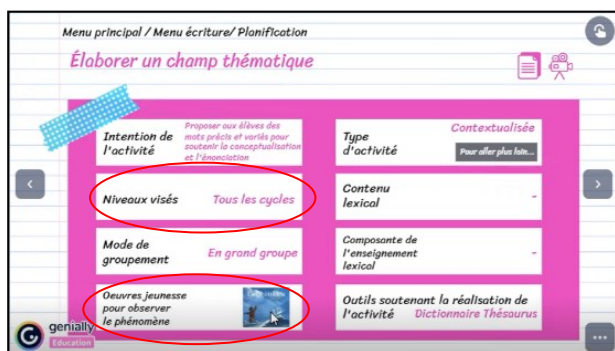 Menu principal / Menu écriture/ Planification
Élaborer un champ thématique
Intention de
l'activité
Proposer aux élèves des
mots précis et variés pour
soutenir la conceptualisation
et l'énonciation
Type
d'activité
Contextualisée
Pour aller plus loin...
Niveaux visés
Tous les cycles
Contenu
lexical
-
Mode de
groupement
En grand groupe
Composante de
l'enseignement
lexical
-
Oeuvres jeunesse
pour observer
le phénomène
Outils soutenant la réalisation de
l'activité
Dictionnaire Thésaurus
genially
Education